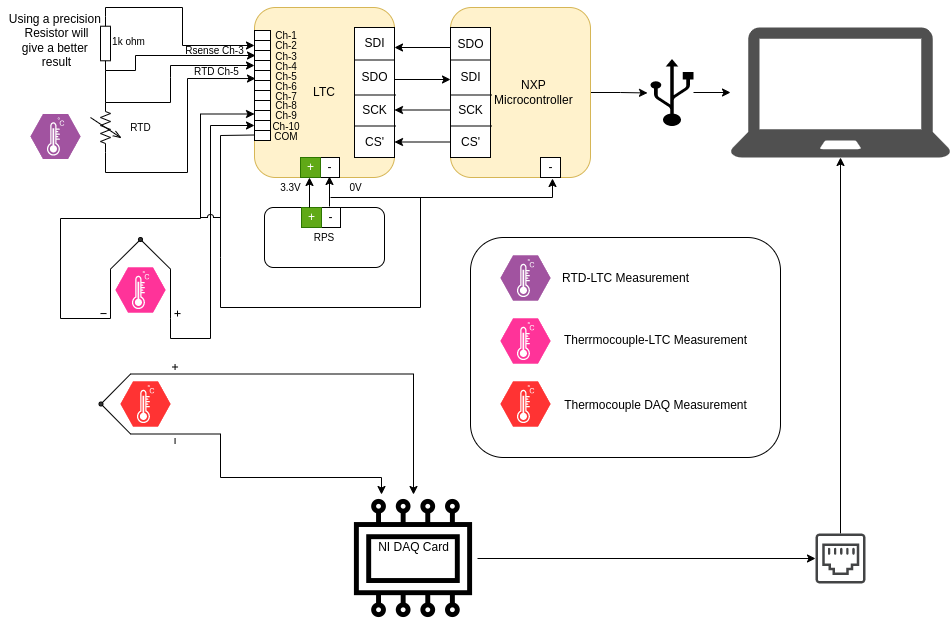 Using a precision
Resistor will
give a better
result
1k ohm
Rsense Ch-3
RTD Ch-5
RTD
°C
Ch-1
Ch-2
Ch-3
Ch-4
Ch-5
Ch-6
Ch-7
Ch-8
Ch-9
Ch-10
COM
LTC
SDI
SDO
SCK
CS'
SDO
SDI
SCK
CS'
NXP
Microcontroller
+ -
-
3.3V
0V
+ -
RPS
°C
− +
°C
RTD-LTC Measurement
°C
Therrmocouple-LTC Measurement
°C
Thermocouple DAQ Measurement
+
°C
−
NI DAQ Card